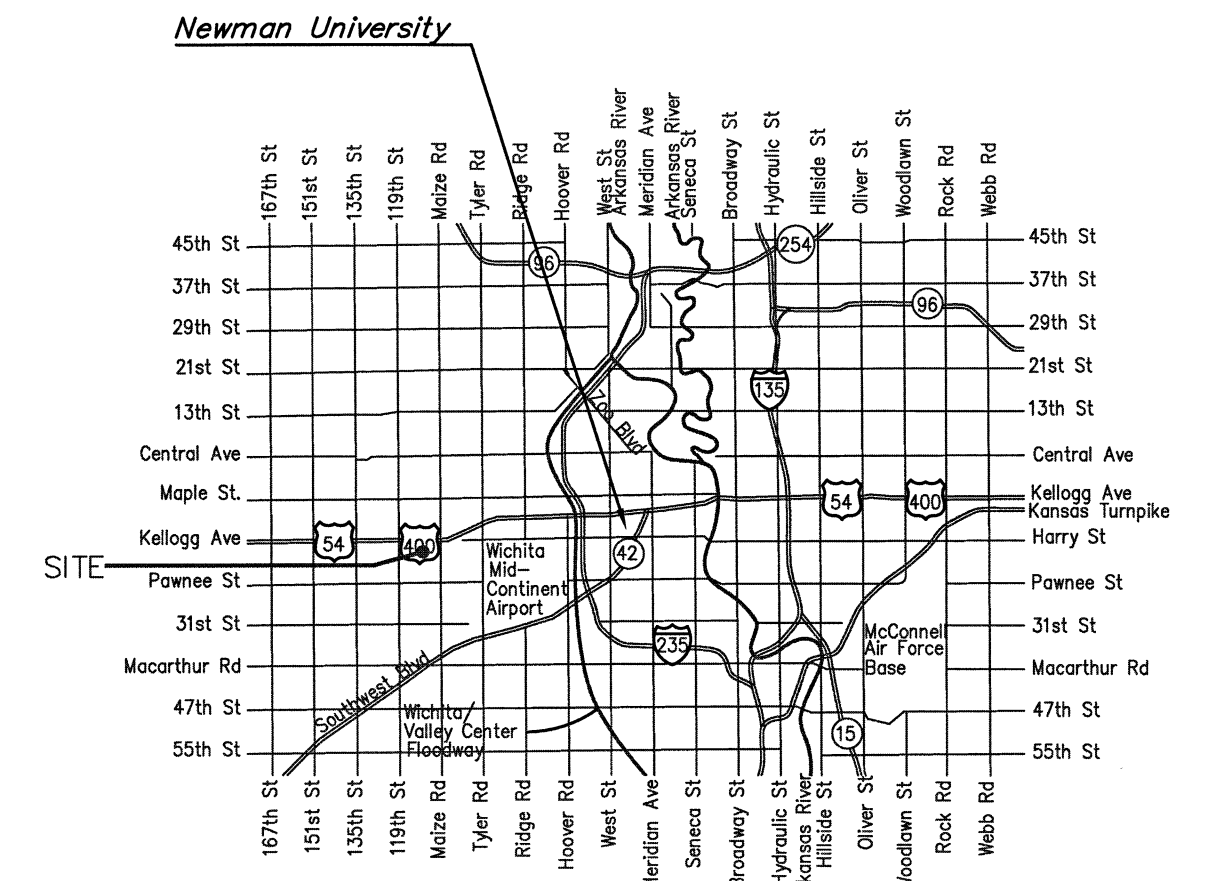 Newman University
167th St
151st St
135th St
119th St
Maize Rd
Tyler Rd
Ridge Rd
Hoover Rd
West St
Arkansas River
Meridian Ave
Arkansas River
Seneca St
Broadway St
Hydraulic St
Hillside St
Oliver St
Woodlawn St
Rock Rd
Webb Rd
45th St
254
45th St
96
37th St
37th St
96
29th St
29th St
21st St
21st St
135
13th St
13th St
Zoo Blvd
Central Ave
Central Ave
Maple St.
54
400
Kellogg Ave
Kansas Turnpike
Kellogg Ave
54
400
Harry St
SITE
42
Wichita
Mid-
Continent
Airport
Pawnee St
Pawnee St
31st St
31st St
235
McConnell
Air Force
Base
Macarthur Rd
Macarthur Rd
Southwest Blvd
47th St
47th St
Wichita/
Valley Center
Floodway
15
55th St
55th St
167th St
151st St
135th St
119th St
Maize Rd
Tyler Rd
Ridge Rd
Hoover Rd
West St
Meridian Ave
Seneca St
Broadway St
Hydraulic St
Arkansas River
Hillside St
Oliver St
Woodlawn St
Rock Rd
Webb Rd